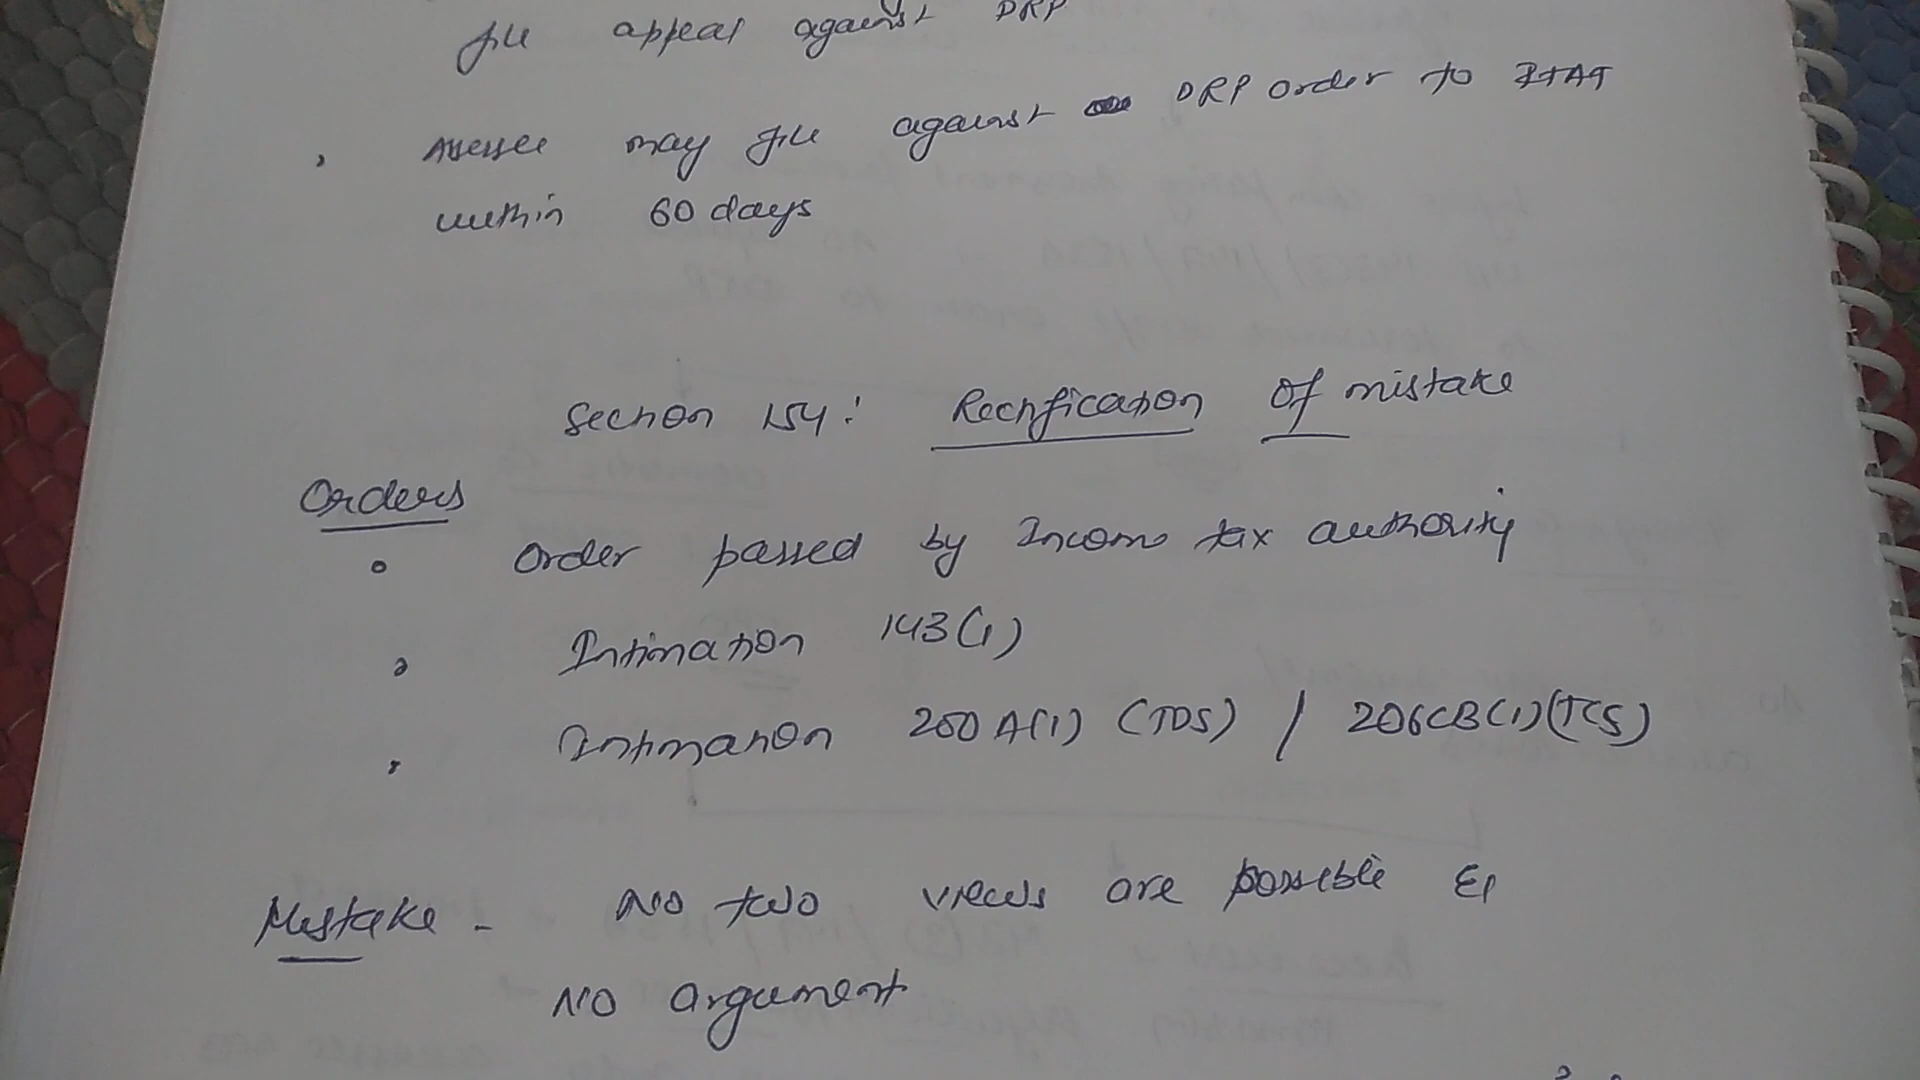 file appeal against DRP
Assessee may file against DRP order to ITAT
within 60 days
Section 154: Rectification of mistake
Orders
Order passed by Income tax authority
Intimation 143(1)
Intimation 200A(1) (TDS) / 206CB(1)(TCS)
Mistake - NO two views are possible &
NO argument